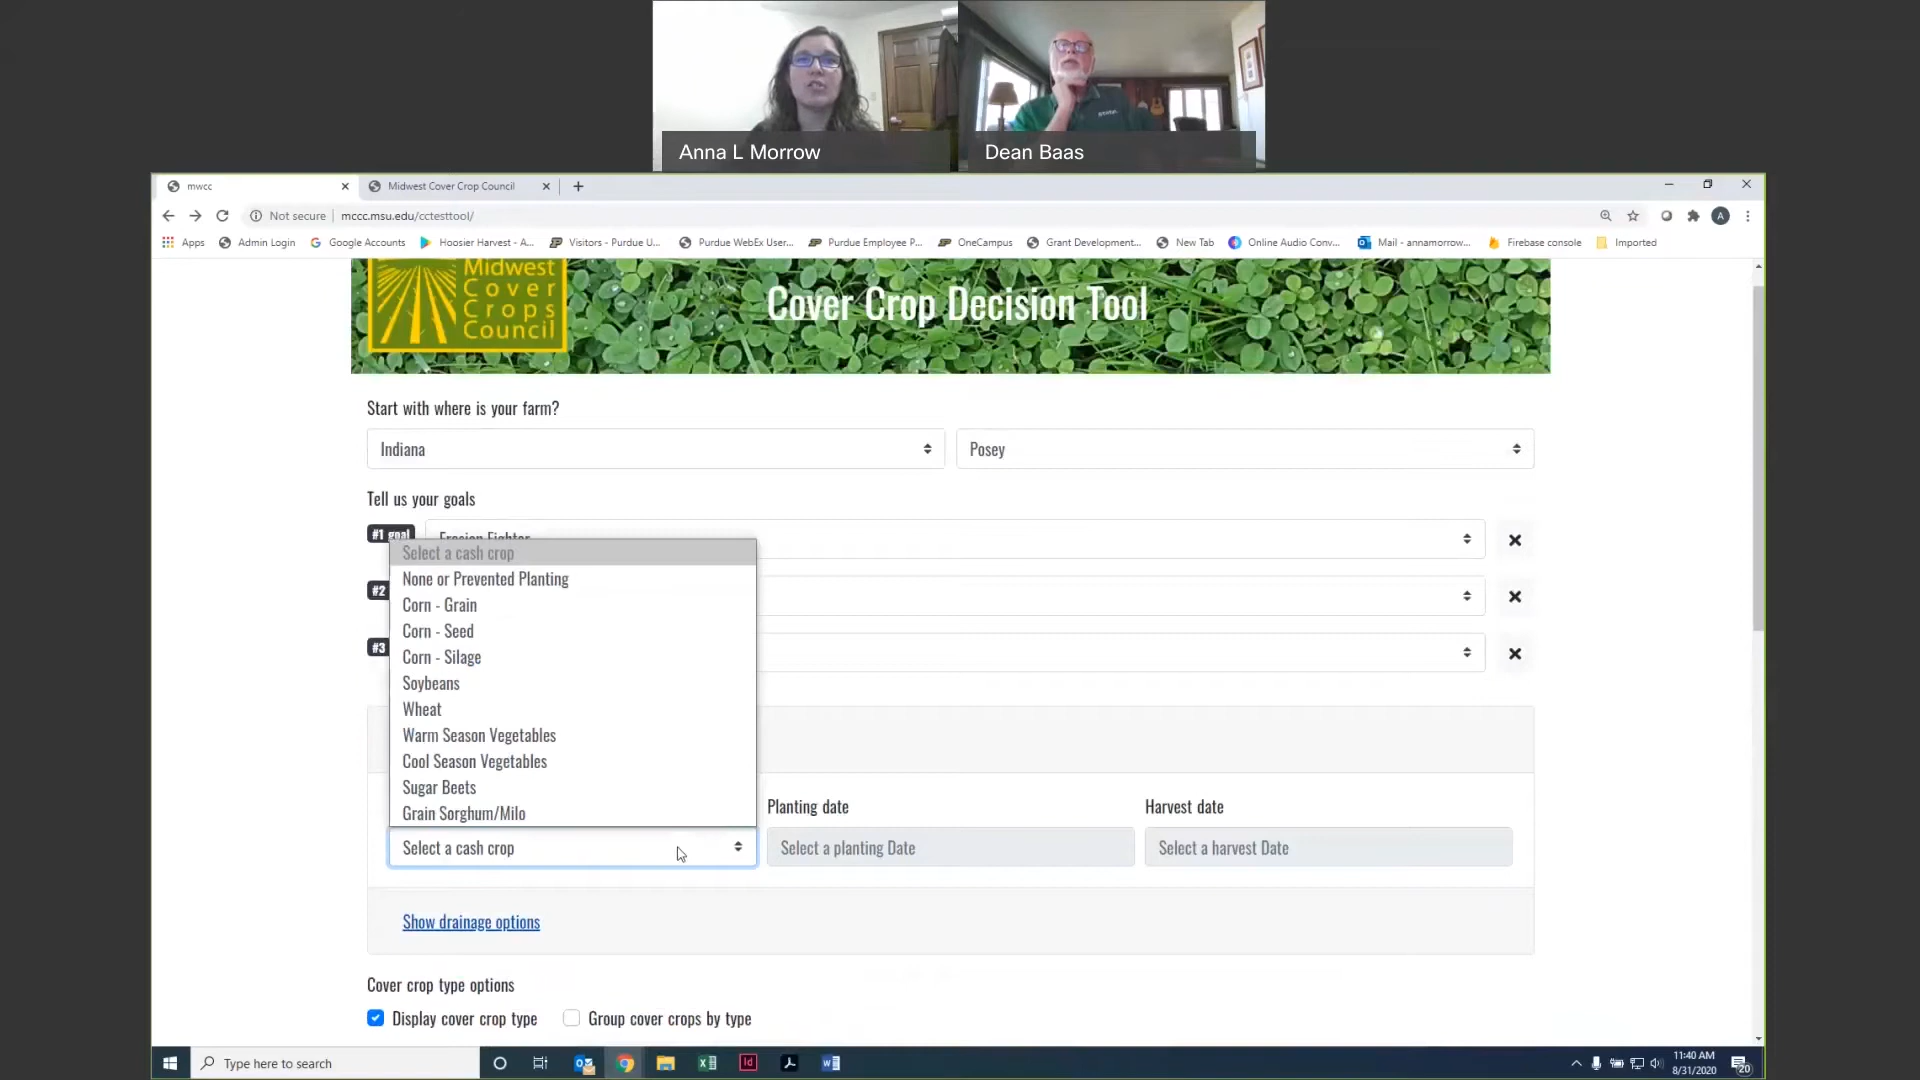 Anna L Morrow
Dean Baas
mwcc
Midwest Cover Crop Council
Not secure | mccc.msu.edu/cctesttool/
Apps
Admin Login
Google Accounts
Hoosier Harvest - A...
Visitors - Purdue U...
Purdue WebEx User...
Purdue Employee P...
OneCampus
Grant Development...
New Tab
Online Audio Conv...
Mail - annamorrow...
Firebase console
Imported
Midwest
Cover
Crops
Council
Cover Crop Decision Tool
Start with where is your farm?
Indiana
Posey
Tell us your goals
#1 goal
Erosion Fighter
#2
#3
Select a cash crop
None or Prevented Planting
Corn - Grain
Corn - Seed
Corn - Silage
Soybeans
Wheat
Warm Season Vegetables
Cool Season Vegetables
Sugar Beets
Grain Sorghum/Milo
Planting date
Harvest date
Select a cash crop
Select a planting Date
Select a harvest Date
Show drainage options
Cover crop type options
Display cover crop type
Group cover crops by type
Type here to search
11:40 AM
8/31/2020
20